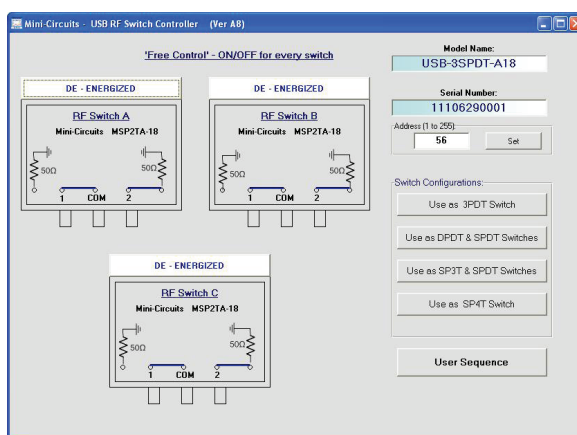 Mini-Circuits - USB RF Switch Controller (Ver A8)
'Free Control' - ON/OFF for every switch
Model Name:
USB-3SPDT-A18
Serial Number:
11106290001
Address (1 to 255):
56 Set
DE - ENERGIZED
RF Switch A
Mini-Circuits MSP2TA-18
50Ω 50Ω
1 COM 2
DE - ENERGIZED
RF Switch B
Mini-Circuits MSP2TA-18
50Ω 50Ω
1 COM 2
DE - ENERGIZED
RF Switch C
Mini-Circuits MSP2TA-18
50Ω 50Ω
1 COM 2
Switch Configurations:
Use as 3PDT Switch
Use as DPDT & SPDT Switches
Use as SP3T & SPDT Switches
Use as SP4T Switch
User Sequence